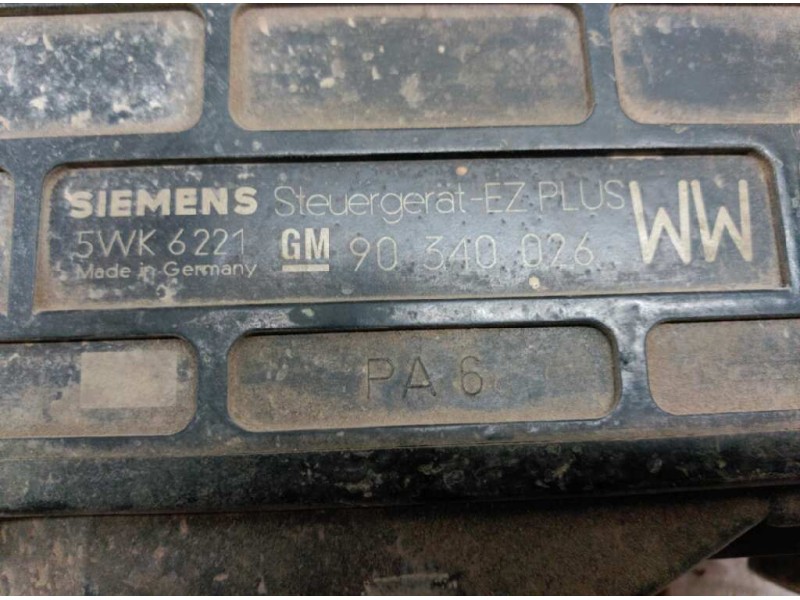 SIEMENS Steuergerät-EZ PLUS WW
5WK 6221 GM 90 340 026
Made in Germany
PA 6